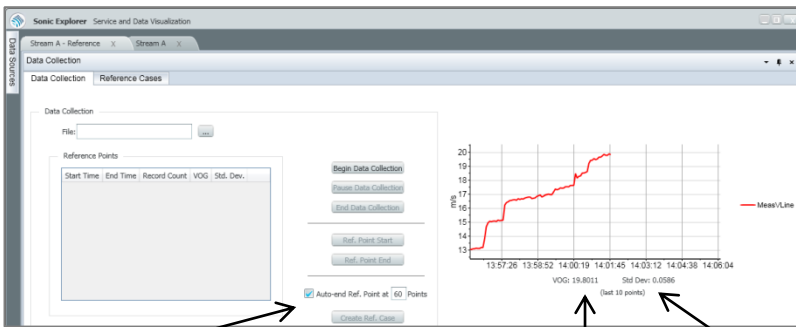 Sonic Explorer Service and Data Visualization
Data Sources
Stream A - Reference X Stream A X
Data Collection
Data Collection Reference Cases
Data Collection
File: ...
Reference Points
Start Time End Time Record Count VOG Std. Dev.
Begin Data Collection
Pause Data Collection
End Data Collection
Ref. Point Start
Ref. Point End
Auto-end Ref. Point at 60 Points
Create Ref. Case
m/s
20
19
18
17
16
15
14
13
13:57:26 13:58:52 14:00:19 14:01:45 14:03:12 14:04:38 14:06:04
MeasVLine
VOG: 19.8011 Std Dev: 0.0586
(last 10 points)